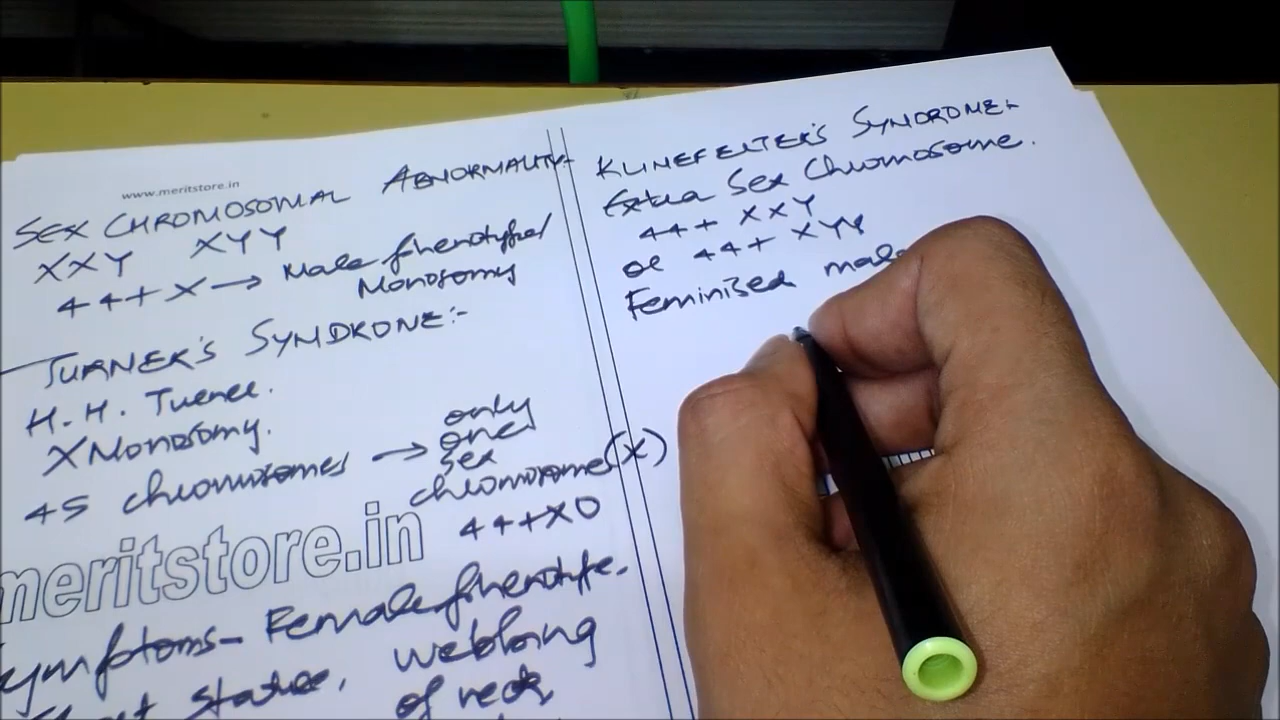 www.meritstore.in
SEX CHROMOSOMAL ABNORMALITY-
XXY XYY
44+X → Male phenotype/
Monosomy
TURNER'S SYNDRONE:-
H.H. Turner.
X Monosomy.
45 chromosomes → only
one
sex
chromosome(X)
44+XO
meritstore.in
Symptoms- Female phenotype.
Short stature, webbing
of neck,
KLINEFELTER'S SYNDROME:-
Extra Sex Chromosome.
44+ XXY
or 44+ XYY
Feminised male